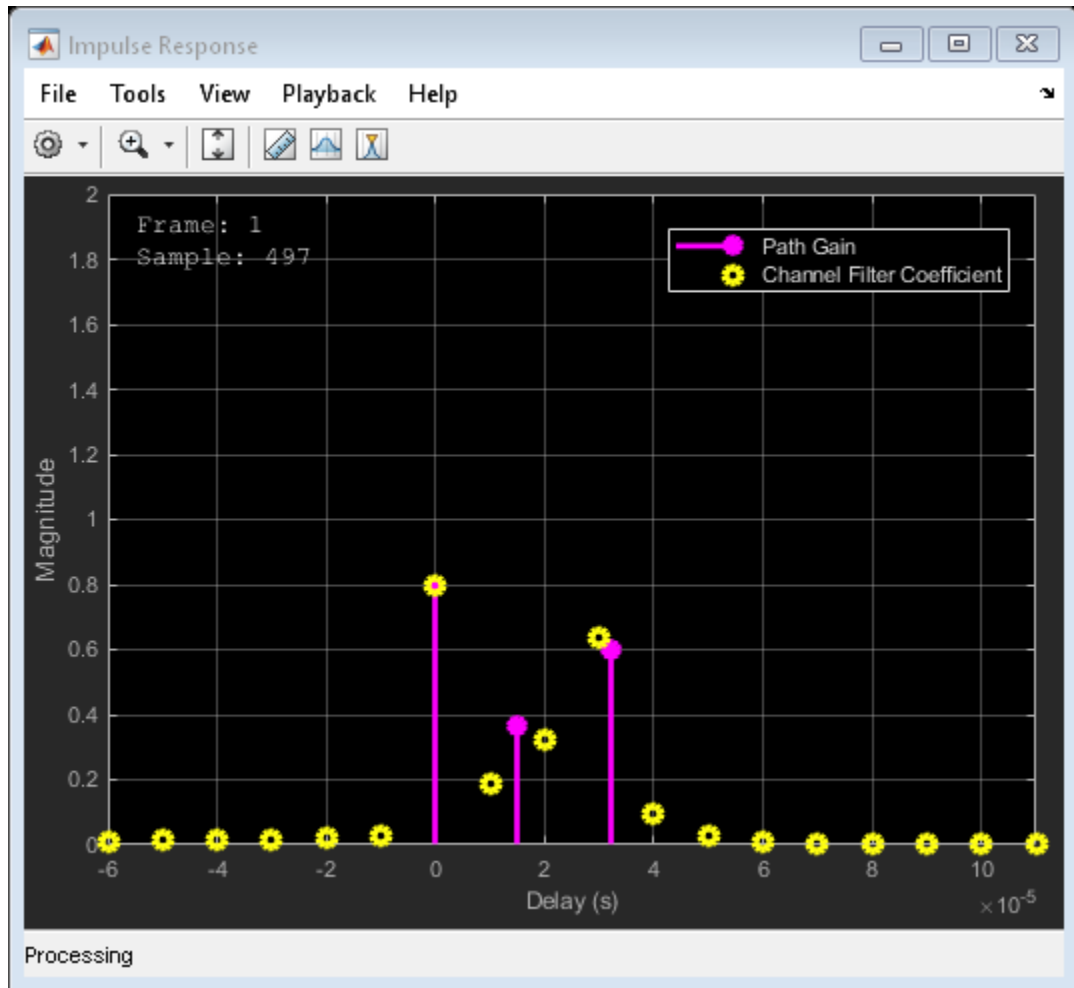 Impulse Response
File Tools View Playback Help
Frame: 1
Sample: 497
Path Gain
Channel Filter Coefficient
2
1.8
1.6
1.4
1.2
1
0.8
0.6
0.4
0.2
0
Magnitude
-6 -4 -2 0 2 4 6 8 10
Delay (s)
×10-5
Processing